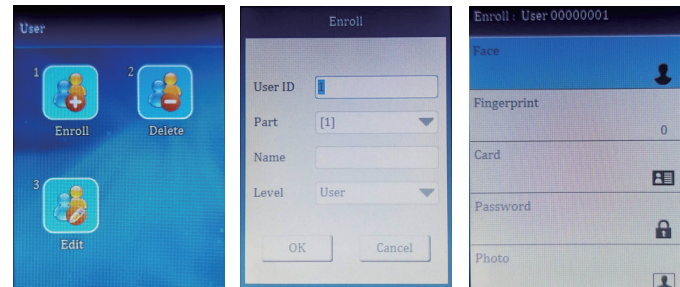 User
1
2
Enroll
Delete
3
Edit
Enroll
User ID
1
Part
[1]
Name
Level
User
OK
Cancel
Enroll : User 00000001
Face
Fingerprint
0
Card
Password
Photo